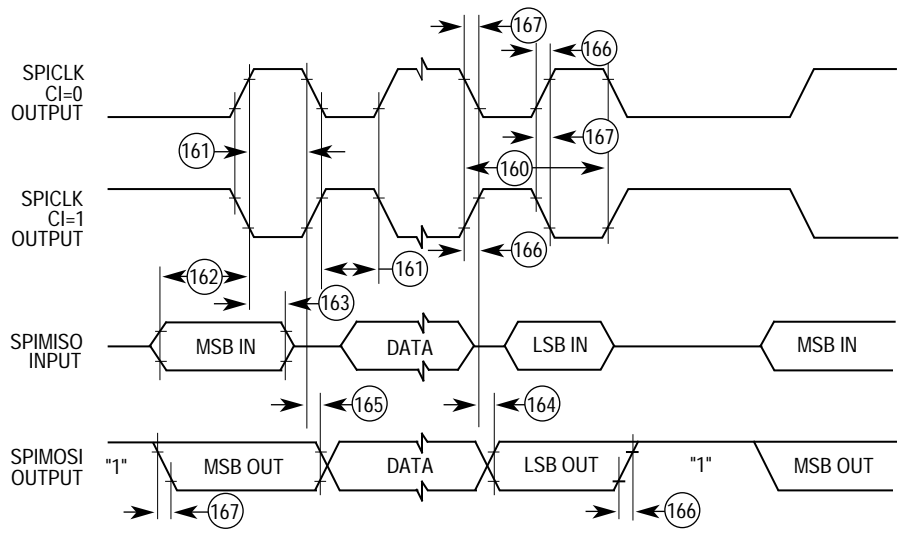 167
166
SPICLK
CI=0
OUTPUT
161
167
160
SPICLK
CI=1
OUTPUT
166
162
161
163
SPIMISO
INPUT
MSB IN
DATA
LSB IN
MSB IN
165
164
SPIMOSI
OUTPUT
"1"
MSB OUT
DATA
LSB OUT
"1"
MSB OUT
167
166